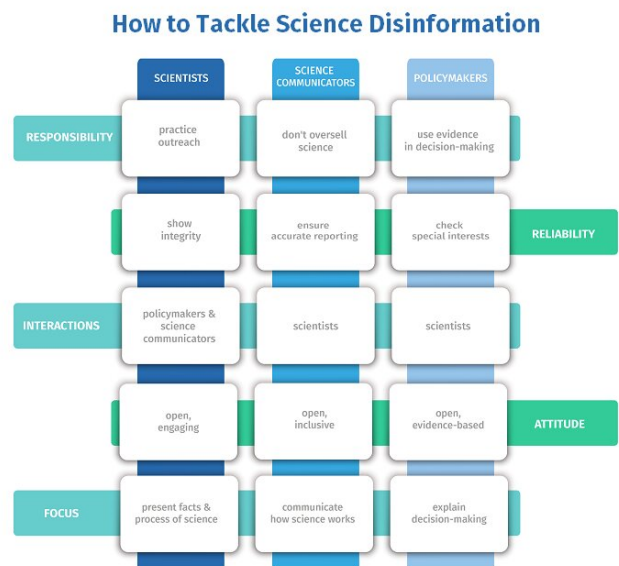 How to Tackle Science Disinformation
SCIENTISTS
SCIENCE
COMMUNICATORS
POLICYMAKERS
RESPONSIBILITY
practice
outreach
don't oversell
science
use evidence
in decision-making
show
integrity
ensure
accurate reporting
check
special interests
RELIABILITY
INTERACTIONS
policymakers &
science
communicators
scientists
scientists
open,
engaging
open,
inclusive
open,
evidence-based
ATTITUDE
FOCUS
present facts &
process of science
communicate
how science works
explain
decision-making